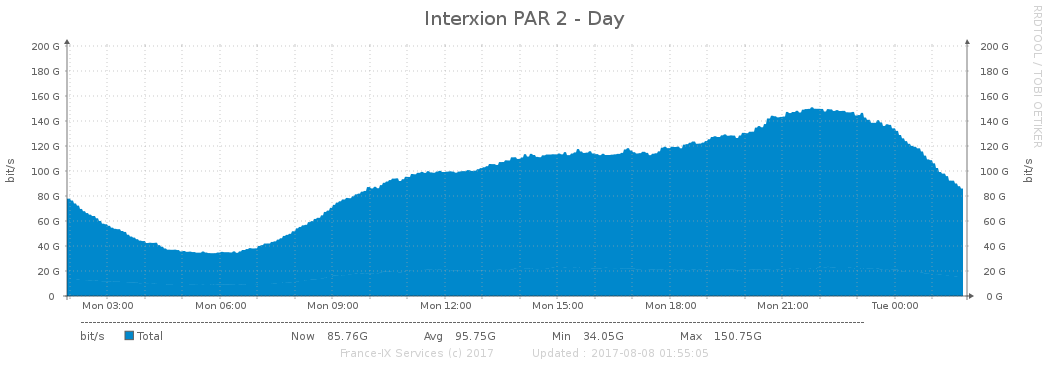 Interxion PAR 2 - Day
RRDTOOL / TOBI OETIKER
200 G 200 G
180 G 180 G
160 G 160 G
140 G 140 G
120 G 120 G
100 G 100 G
80 G 80 G
60 G 60 G
40 G 40 G
20 G 20 G
0 0 G
bit/s bit/s
Mon 03:00 Mon 06:00 Mon 09:00 Mon 12:00 Mon 15:00 Mon 18:00 Mon 21:00 Tue 00:00
bit/s Total Now 85.76G Avg 95.75G Min 34.05G Max 150.75G
France-IX Services (c) 2017 Updated : 2017-08-08 01:55:05